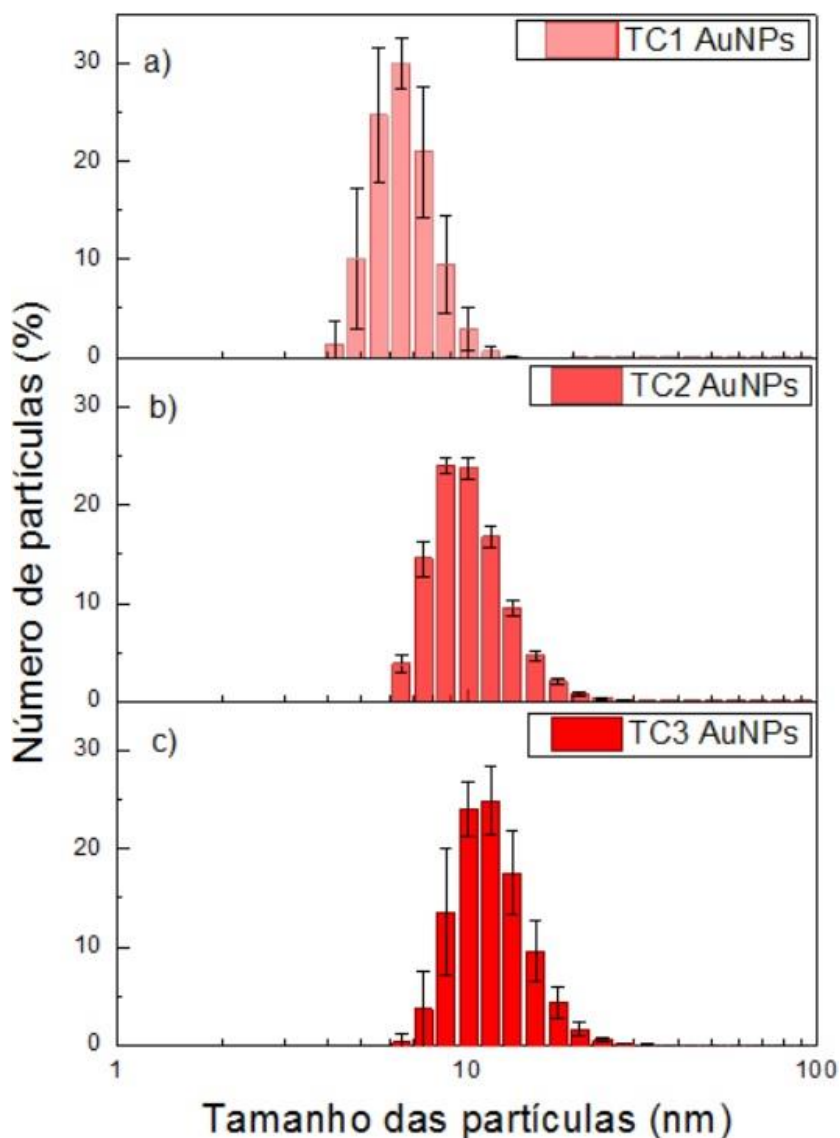 a)
TC1 AuNPs
30
20
10
0
b)
TC2 AuNPs
30
20
10
0
c)
TC3 AuNPs
30
20
10
0
1
10
100
Número de partículas (%)
Tamanho das partículas (nm)